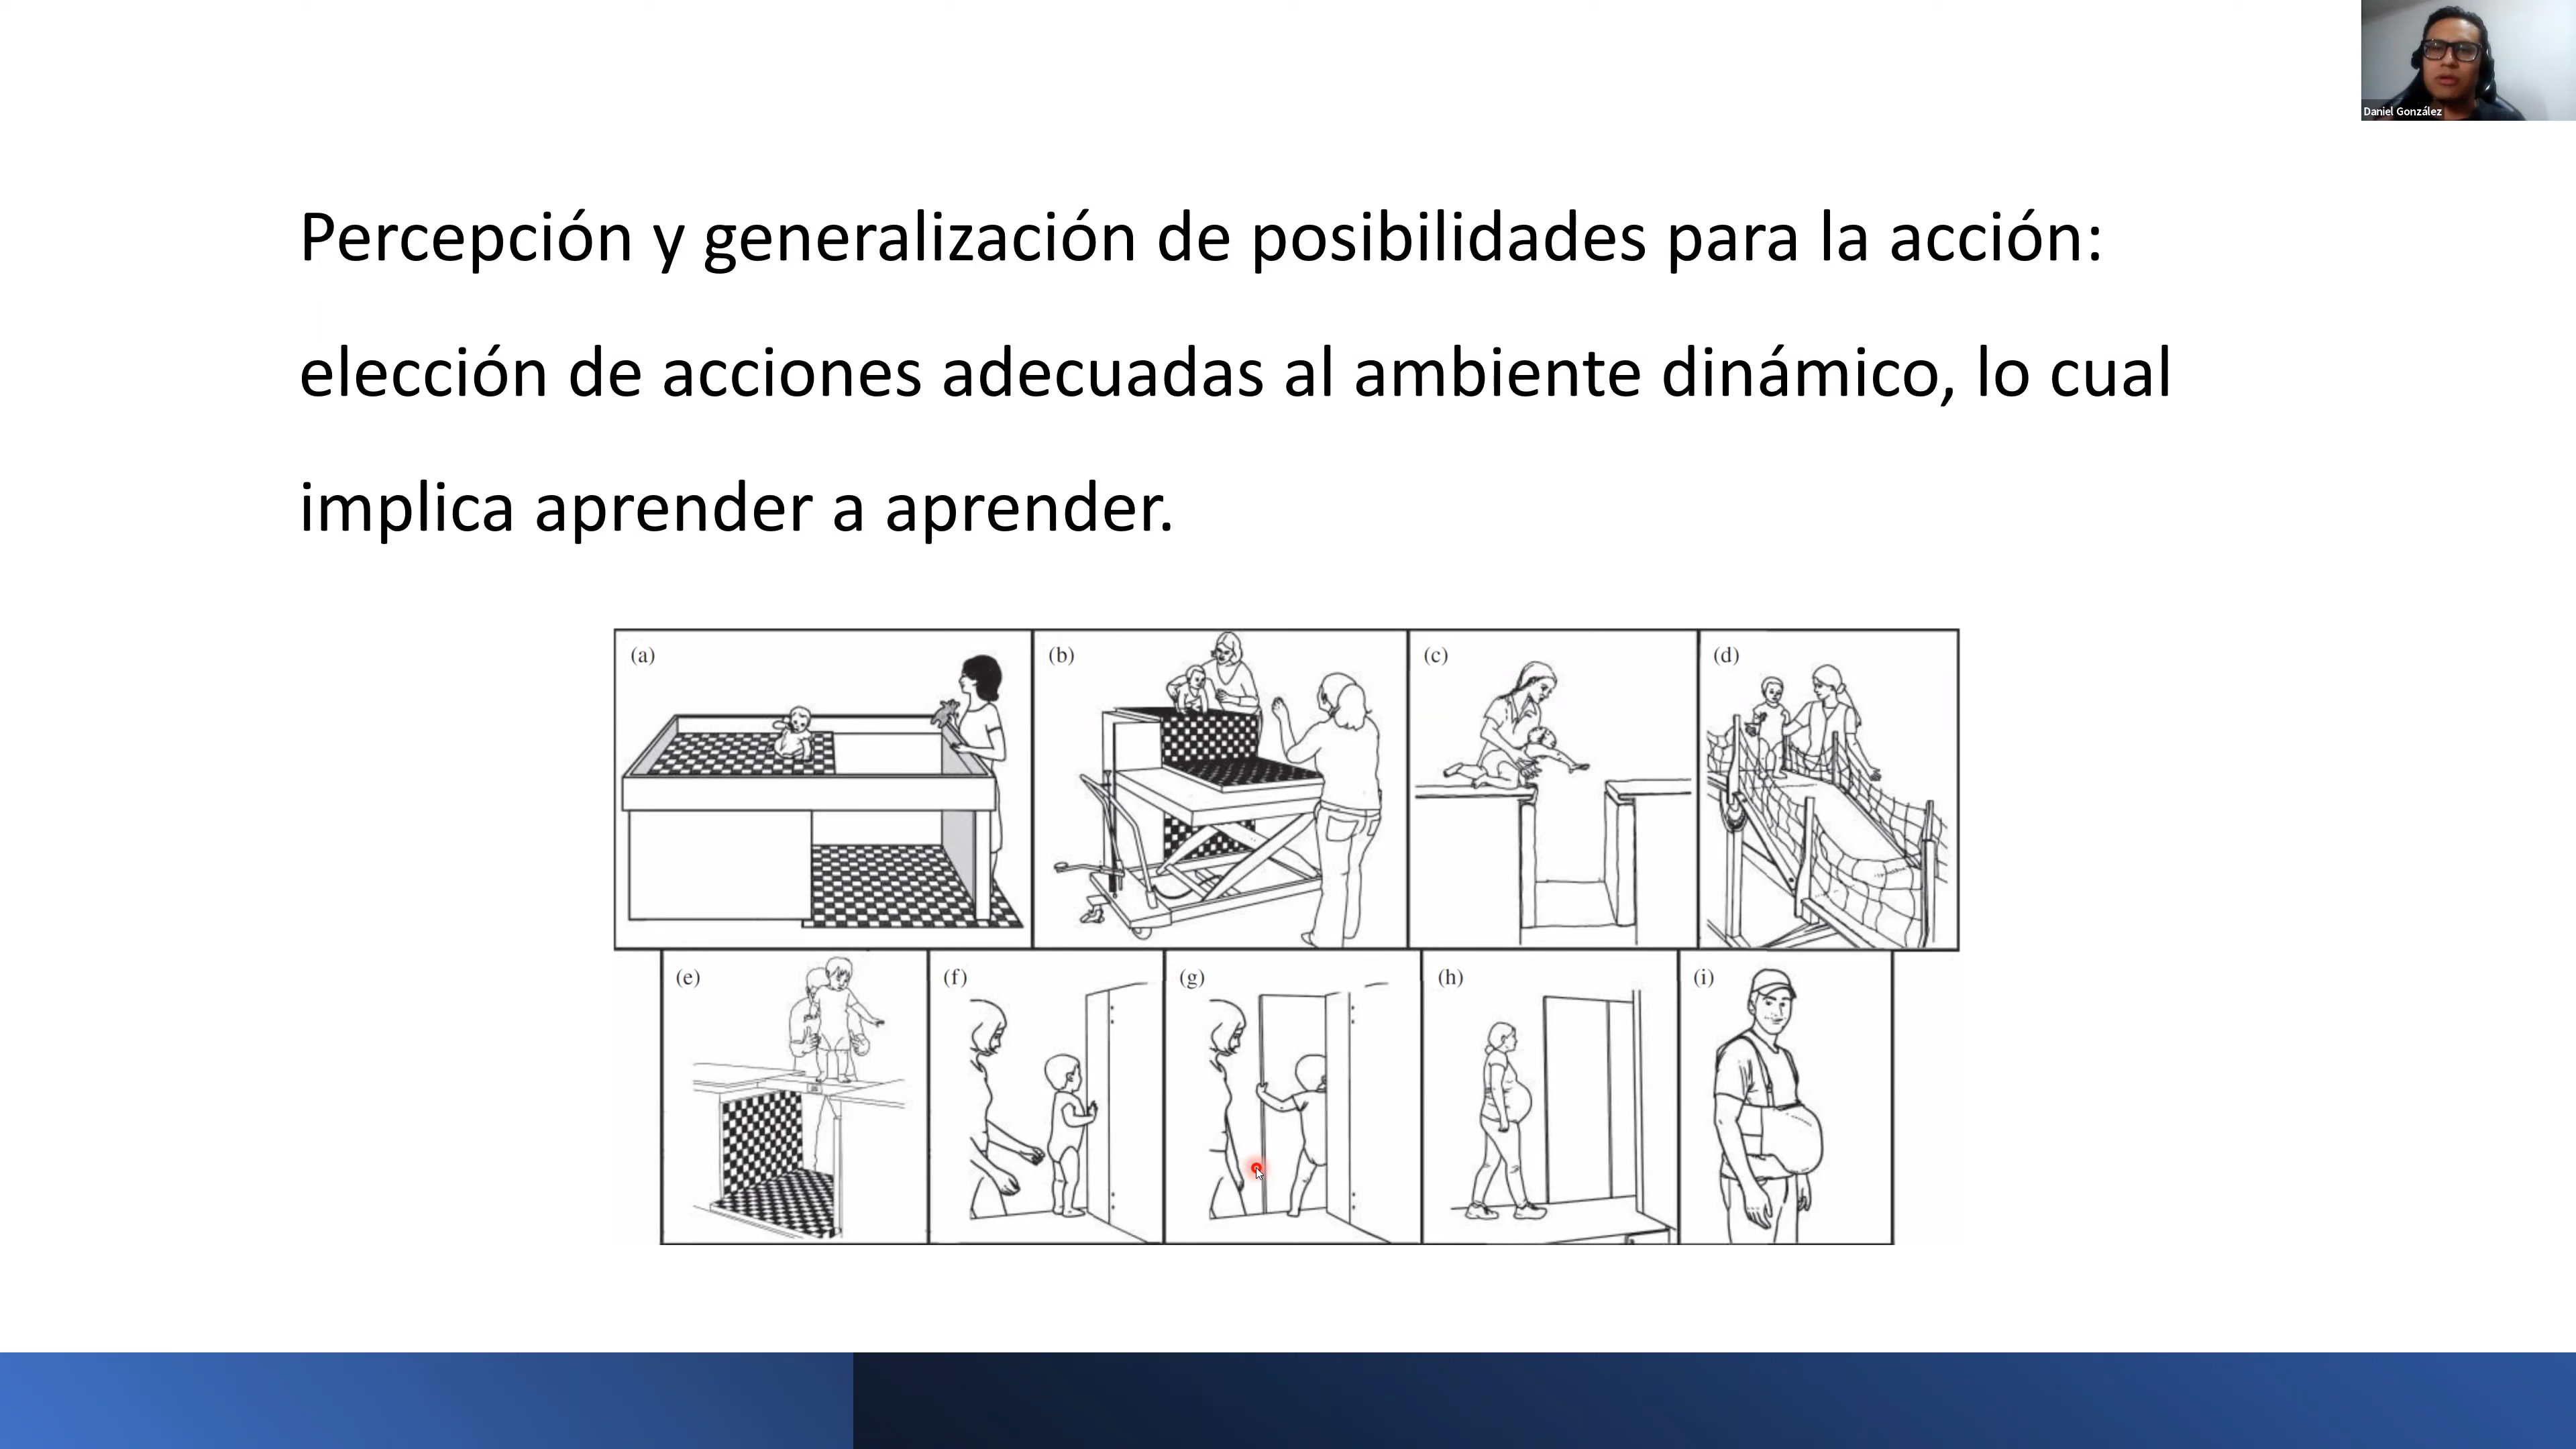 Daniel González
Percepción y generalización de posibilidades para la acción:
elección de acciones adecuadas al ambiente dinámico, lo cual
implica aprender a aprender.
(a)
(b)
(c)
(d)
(e)
(f)
(g)
(h)
(i)